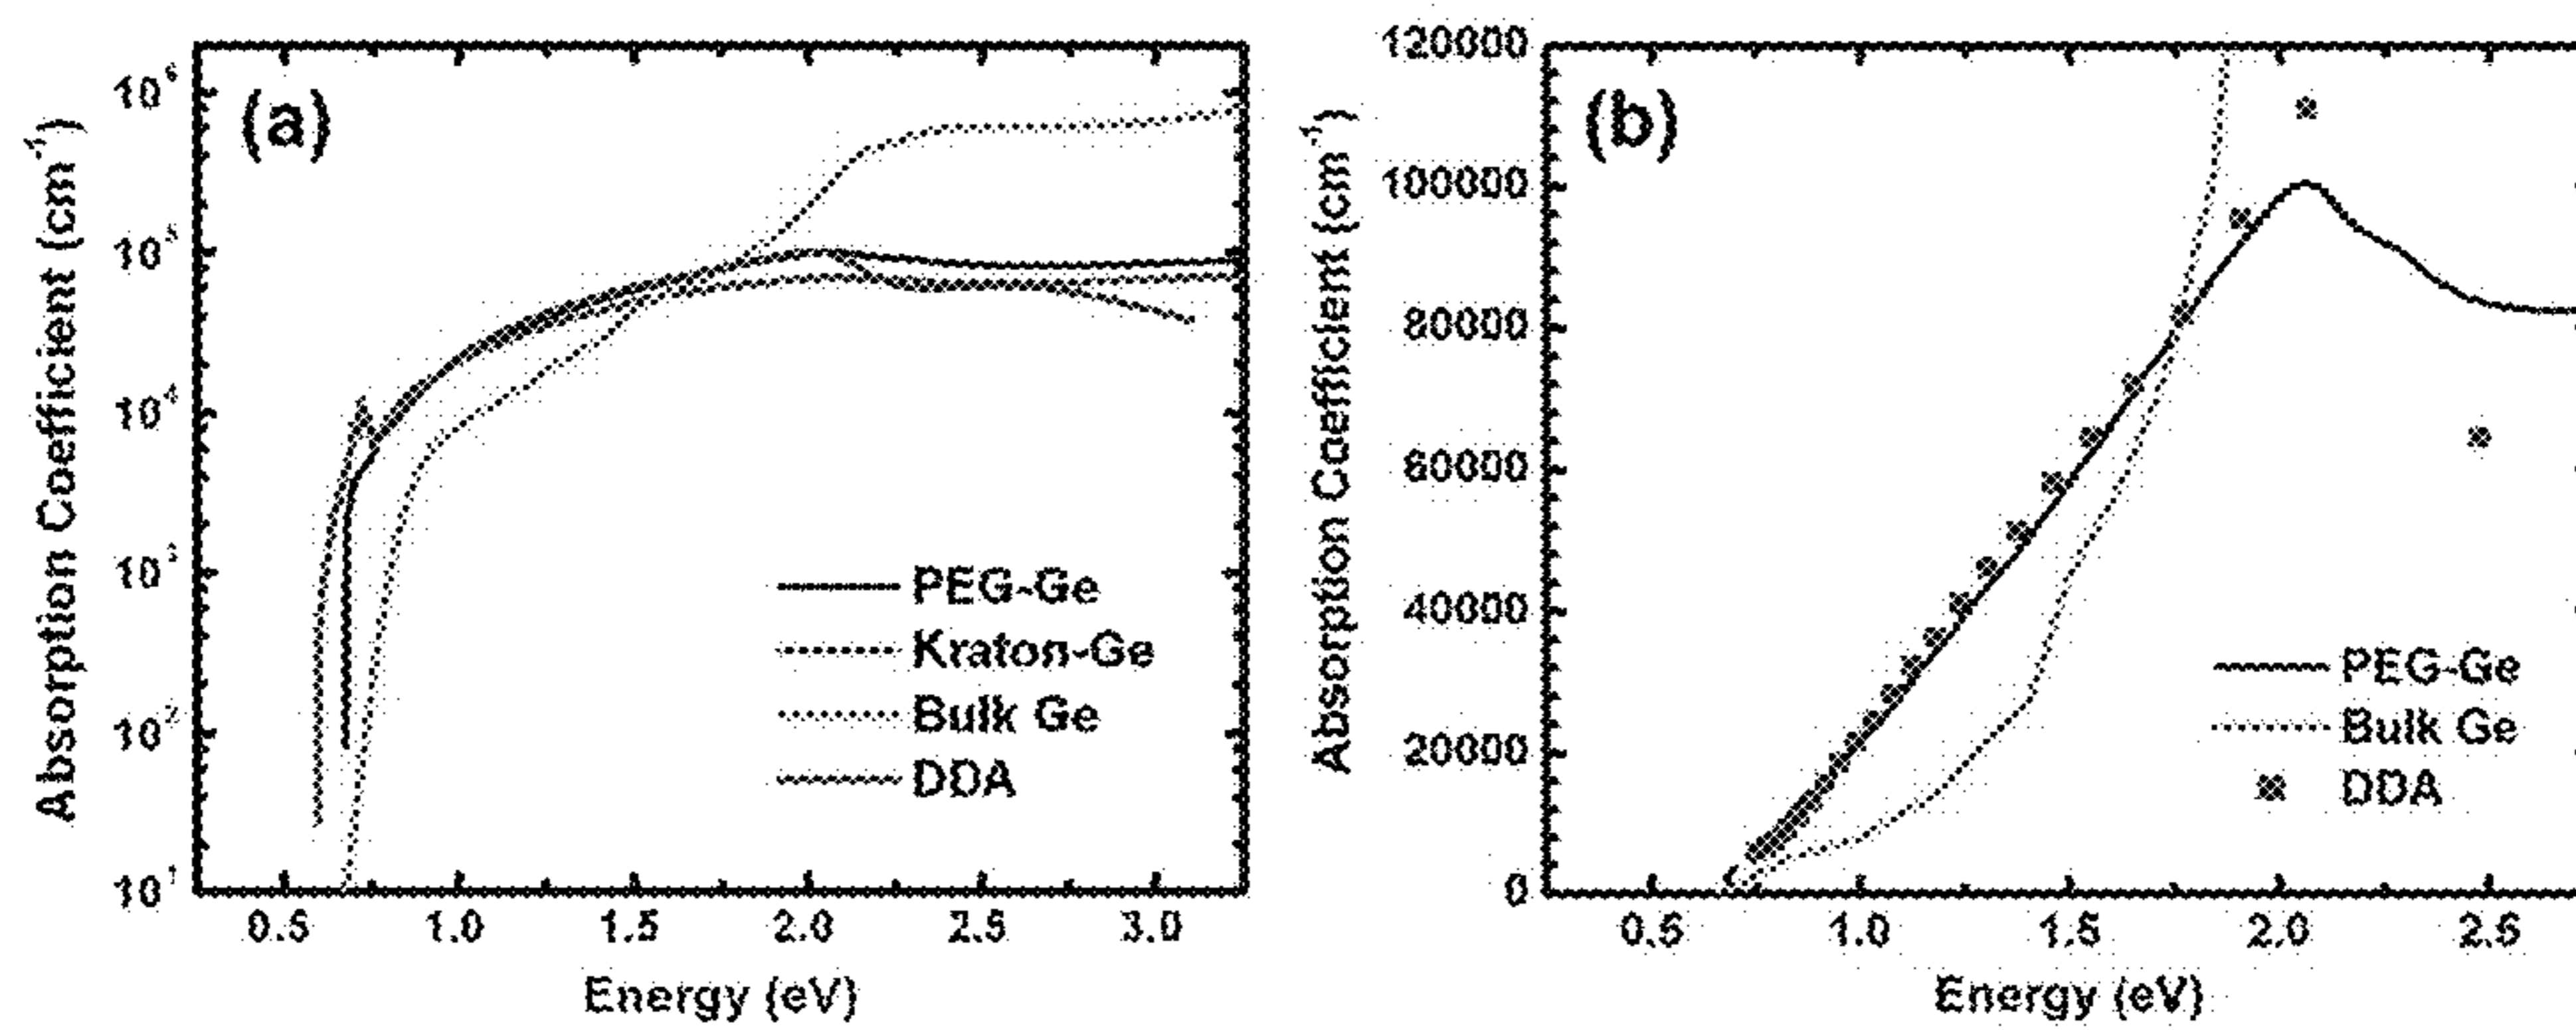 (a)
Absorption Coefficient (cm⁻¹)
10⁶
10⁵
10⁴
10³
10²
10¹
PEG-Ge
Kraton-Ge
Bulk Ge
DDA
0.5 1.0 1.5 2.0 2.5 3.0
Energy (eV)
(b)
Absorption Coefficient (cm⁻¹)
120000
100000
80000
60000
40000
20000
0
PEG-Ge
Bulk Ge
DDA
0.5 1.0 1.5 2.0 2.5
Energy (eV)